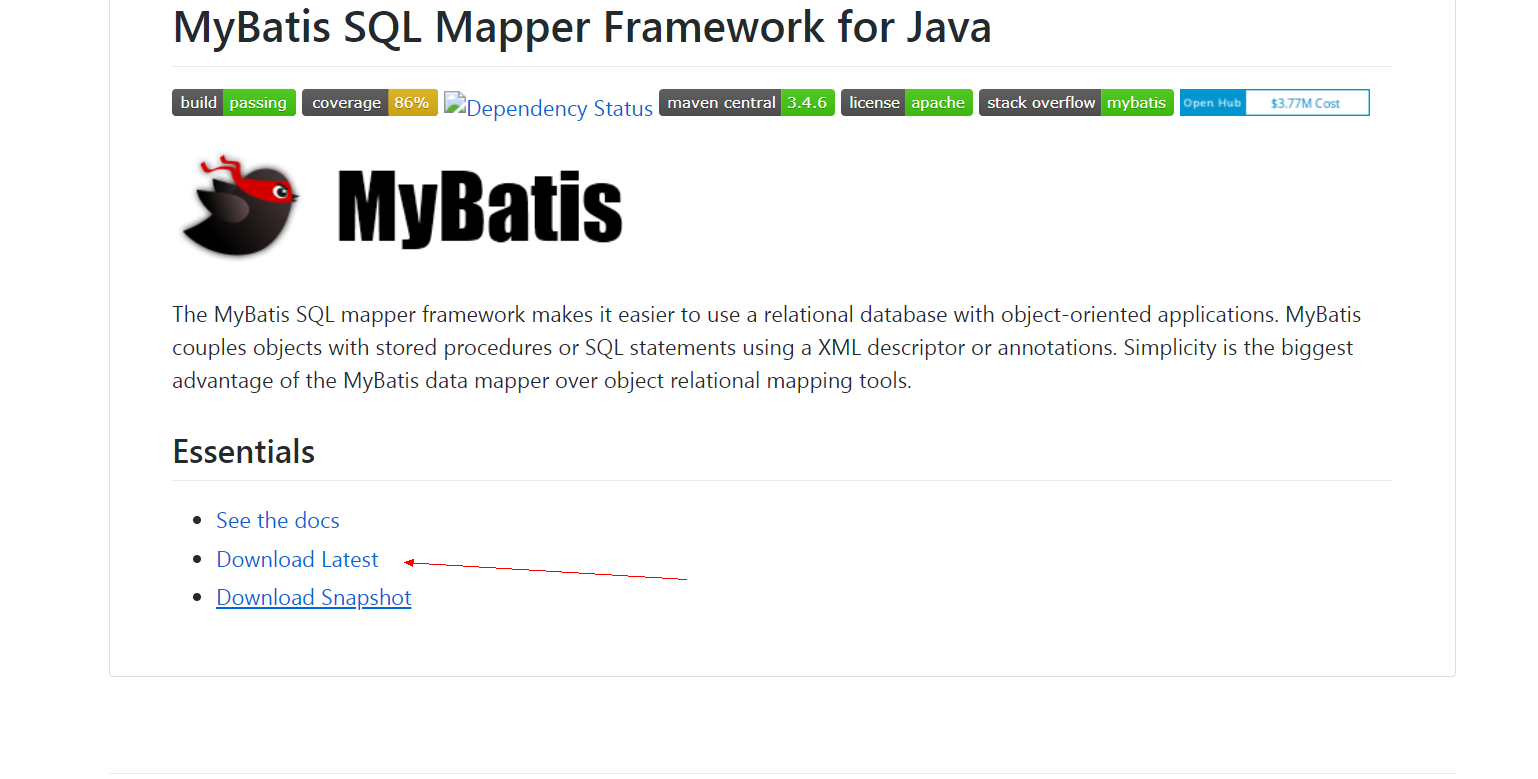 MyBatis SQL Mapper Framework for Java
build passing coverage 86% Dependency Status maven central 3.4.6 license apache stack overflow mybatis Open Hub $3.77M Cost
MyBatis
The MyBatis SQL mapper framework makes it easier to use a relational database with object-oriented applications. MyBatis
couples objects with stored procedures or SQL statements using a XML descriptor or annotations. Simplicity is the biggest
advantage of the MyBatis data mapper over object relational mapping tools.
Essentials
See the docs
Download Latest
Download Snapshot